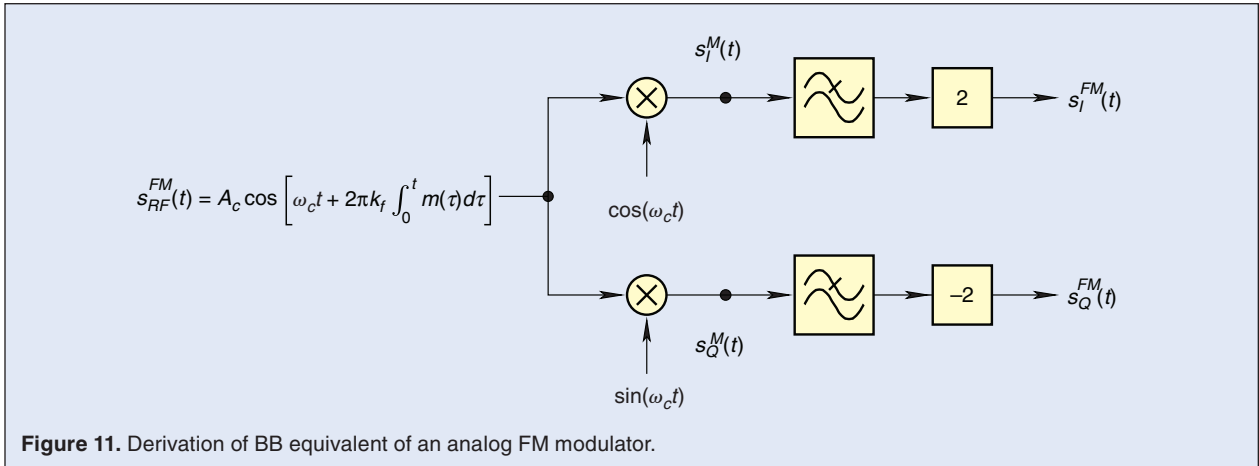 s_I^M(t)
2
s_I^{FM}(t)
s_{RF}^{FM}(t) = A_c cos [ω_c t + 2πk_f ∫_0^t m(τ)dτ]
cos(ω_c t)
s_Q^M(t)
–2
s_Q^{FM}(t)
sin(ω_c t)
Figure 11. Derivation of BB equivalent of an analog FM modulator.